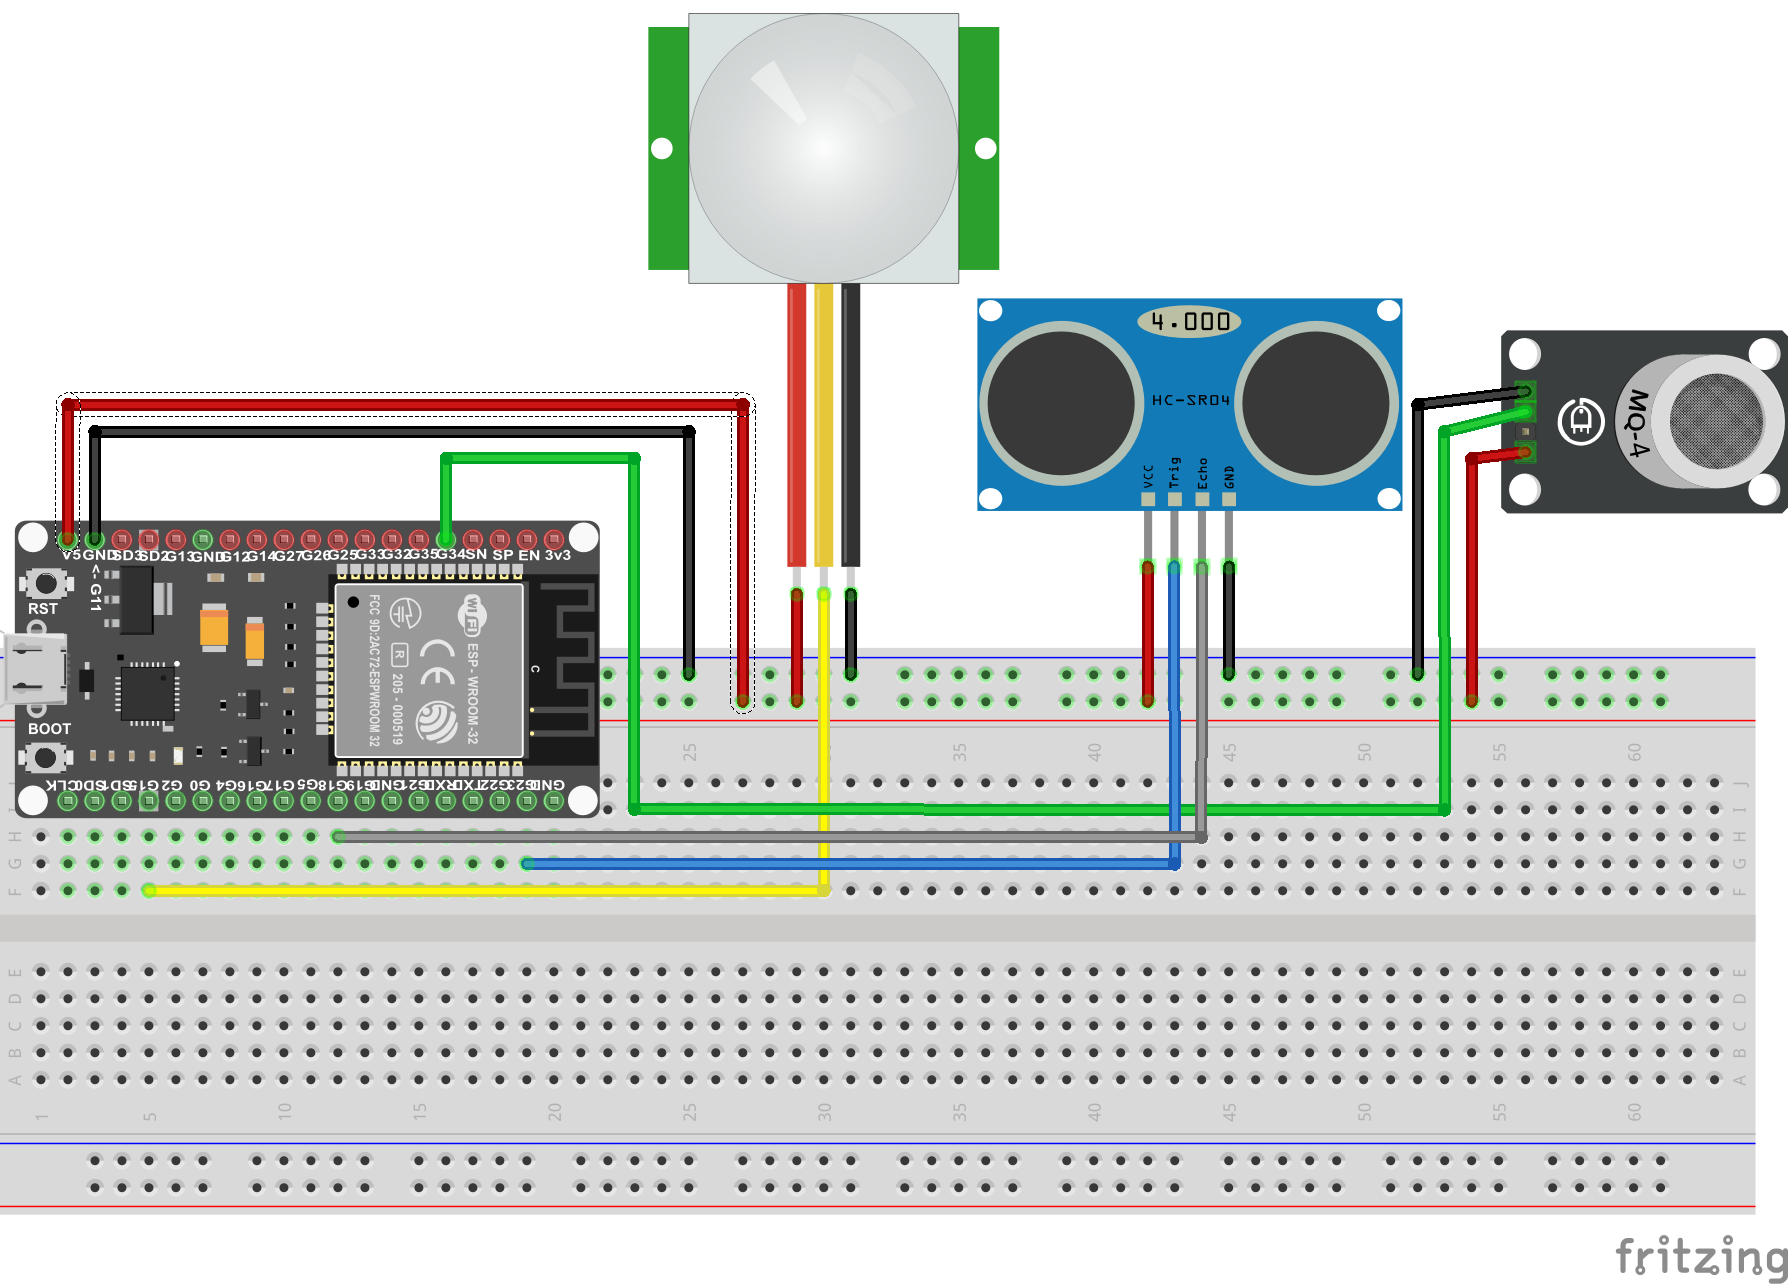 4.000
HC-SR04
VCC
Trig
Echo
GND
MQ-4
V5 GND SD3 SD2 G13 GND G12 G14 G27 G26 G25 G33 G32 G35 G34 SN SP EN 3v3
<- G11
RST
BOOT
FCC 9D:2AC72-ESPWROOM 32
R
205 - 000519
CE
WiFi
ESP - WROOM -32
C
CLK SD0 SD1 G15 G2 G0 G4 G16 G17 G5 G18 G19 GND G21 RXD TXD G22 G23 GND
25 35 40 45 50 55 60
J J
I I
H H
G G
F F
E E
D D
C C
B B
A A
1 5 10 15 20 25 30 35 40 45 50 55 60
fritzing